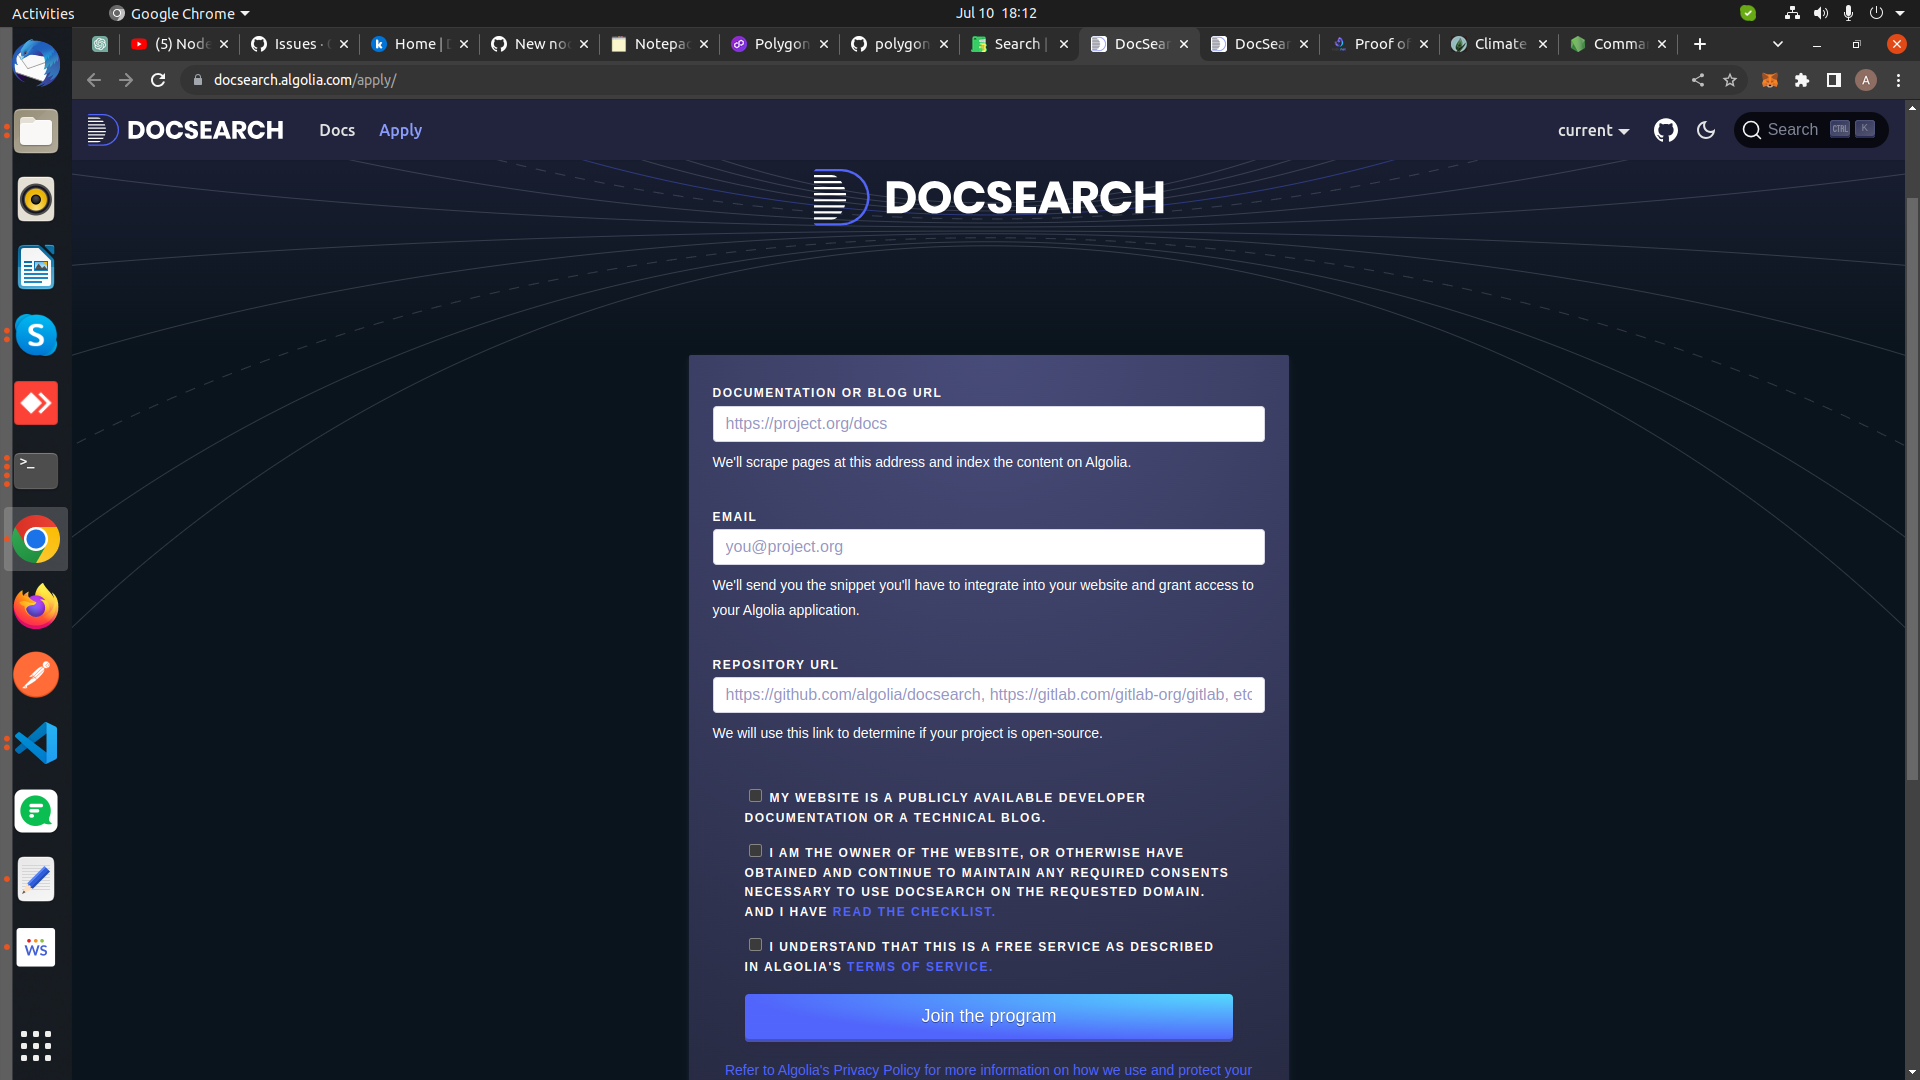 Activities
Google Chrome
Jul 10 18:12
(5) Node
Issues ·
Home |
New no
Notepa
Polygon
polygon
Search |
DocSear
DocSear
Proof of
Climate
Comma
docsearch.algolia.com/apply/
A
DOCSEARCH
Docs
Apply
current
Search
CTRL
K
DOCSEARCH
DOCUMENTATION OR BLOG URL
https://project.org/docs
We'll scrape pages at this address and index the content on Algolia.
EMAIL
you@project.org
We'll send you the snippet you'll have to integrate into your website and grant access to
your Algolia application.
REPOSITORY URL
https://github.com/algolia/docsearch, https://gitlab.com/gitlab-org/gitlab, etc
We will use this link to determine if your project is open-source.
MY WEBSITE IS A PUBLICLY AVAILABLE DEVELOPER
DOCUMENTATION OR A TECHNICAL BLOG.
I AM THE OWNER OF THE WEBSITE, OR OTHERWISE HAVE
OBTAINED AND CONTINUE TO MAINTAIN ANY REQUIRED CONSENTS
NECESSARY TO USE DOCSEARCH ON THE REQUESTED DOMAIN.
AND I HAVE READ THE CHECKLIST.
I UNDERSTAND THAT THIS IS A FREE SERVICE AS DESCRIBED
IN ALGOLIA'S TERMS OF SERVICE.
Join the program
Refer to Algolia's Privacy Policy for more information on how we use and protect your
S
>_
WS